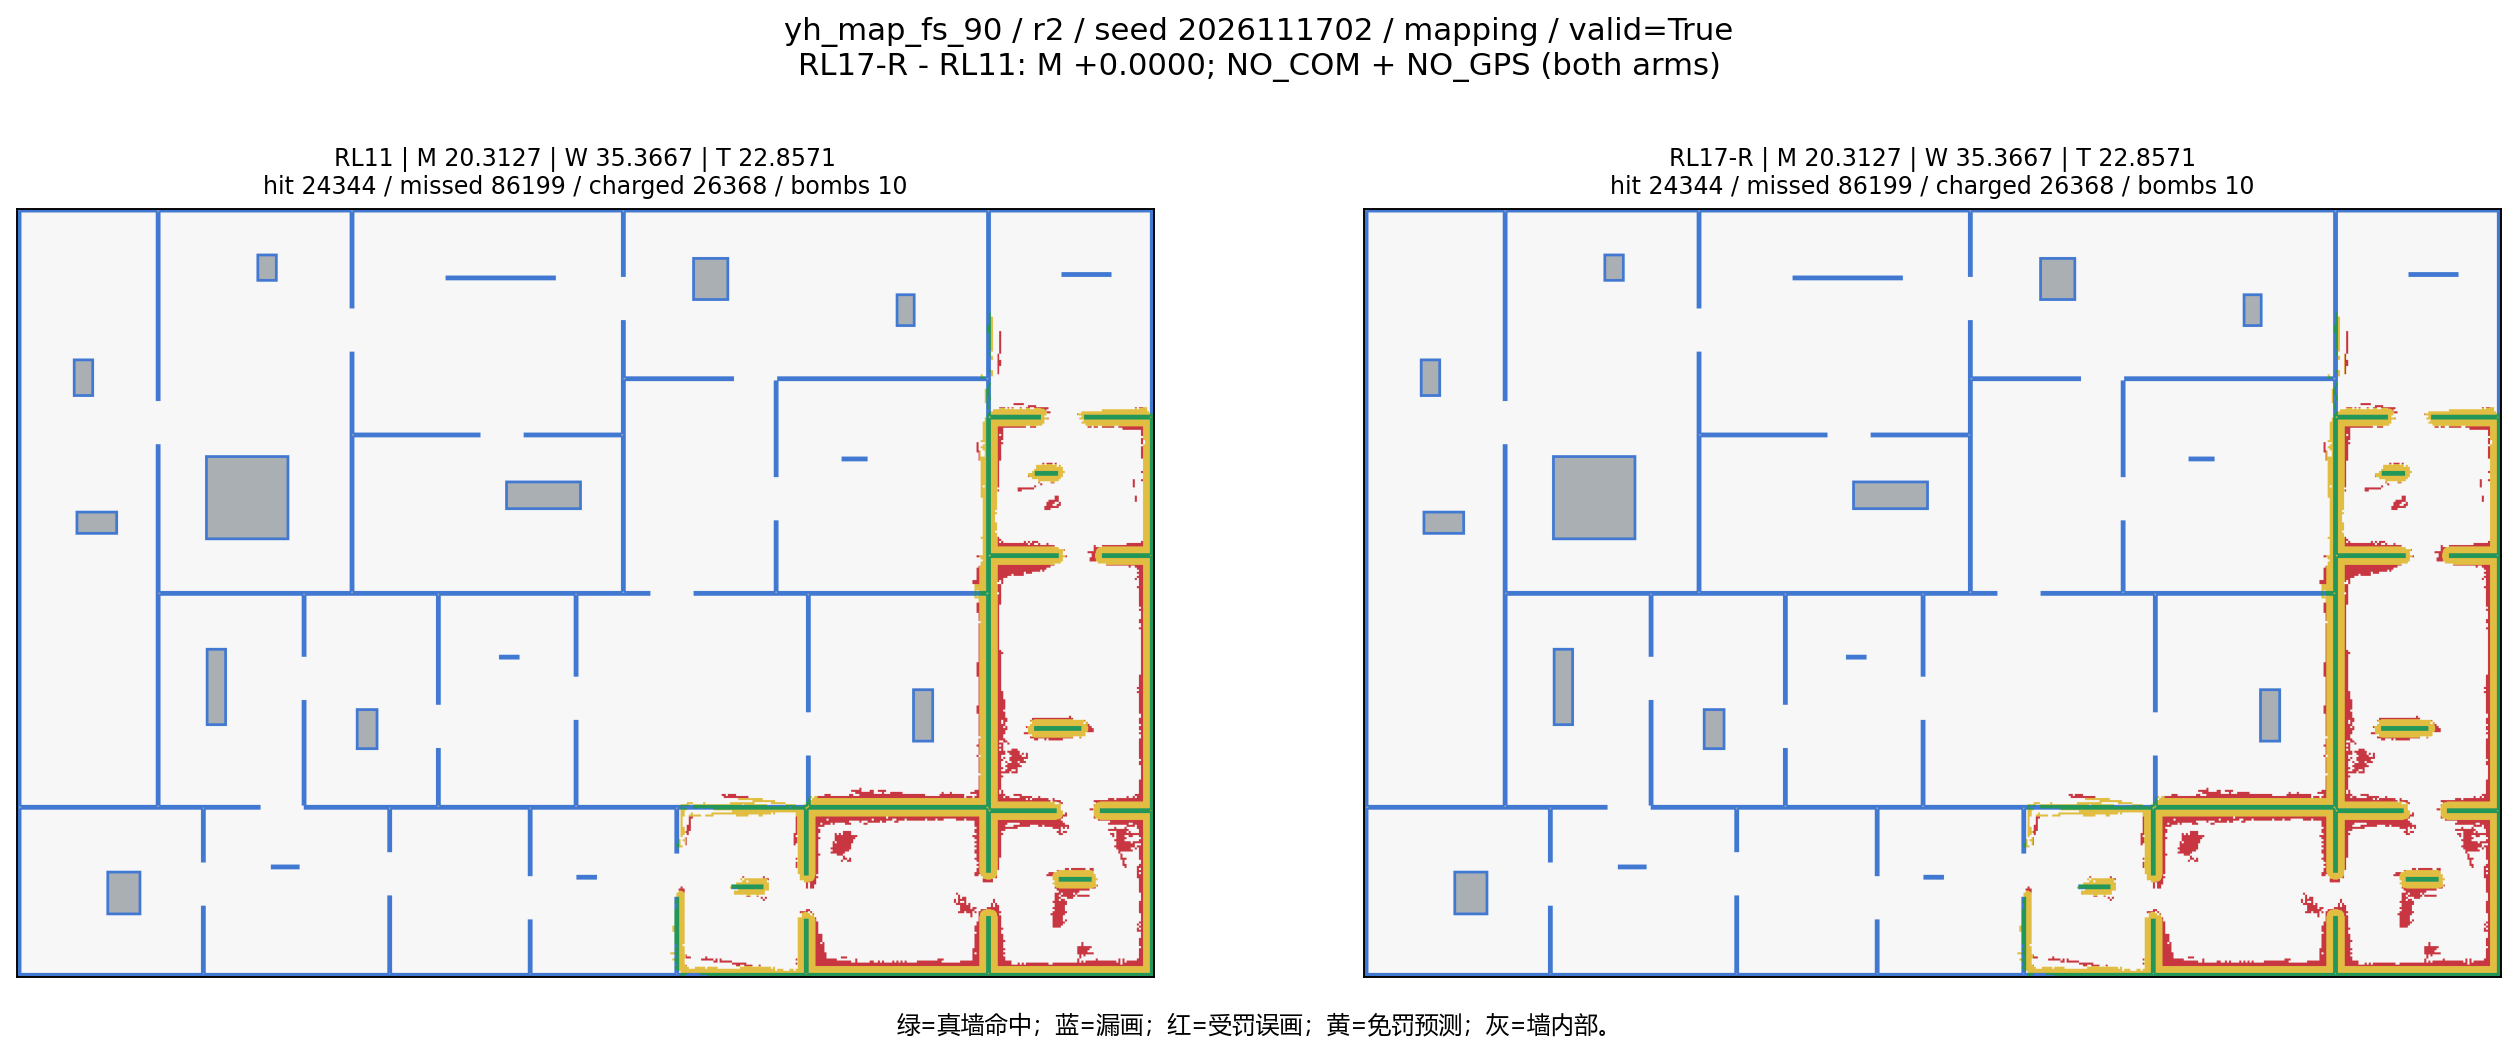 yh_map_fs_90 / r2 / seed 2026111702 / mapping / valid=True
RL17-R - RL11: M +0.0000; NO_COM + NO_GPS (both arms)
RL11 | M 20.3127 | W 35.3667 | T 22.8571
hit 24344 / missed 86199 / charged 26368 / bombs 10
RL17-R | M 20.3127 | W 35.3667 | T 22.8571
hit 24344 / missed 86199 / charged 26368 / bombs 10
绿=真墙命中；蓝=漏画；红=受罚误画；黄=免罚预测；灰=墙内部。